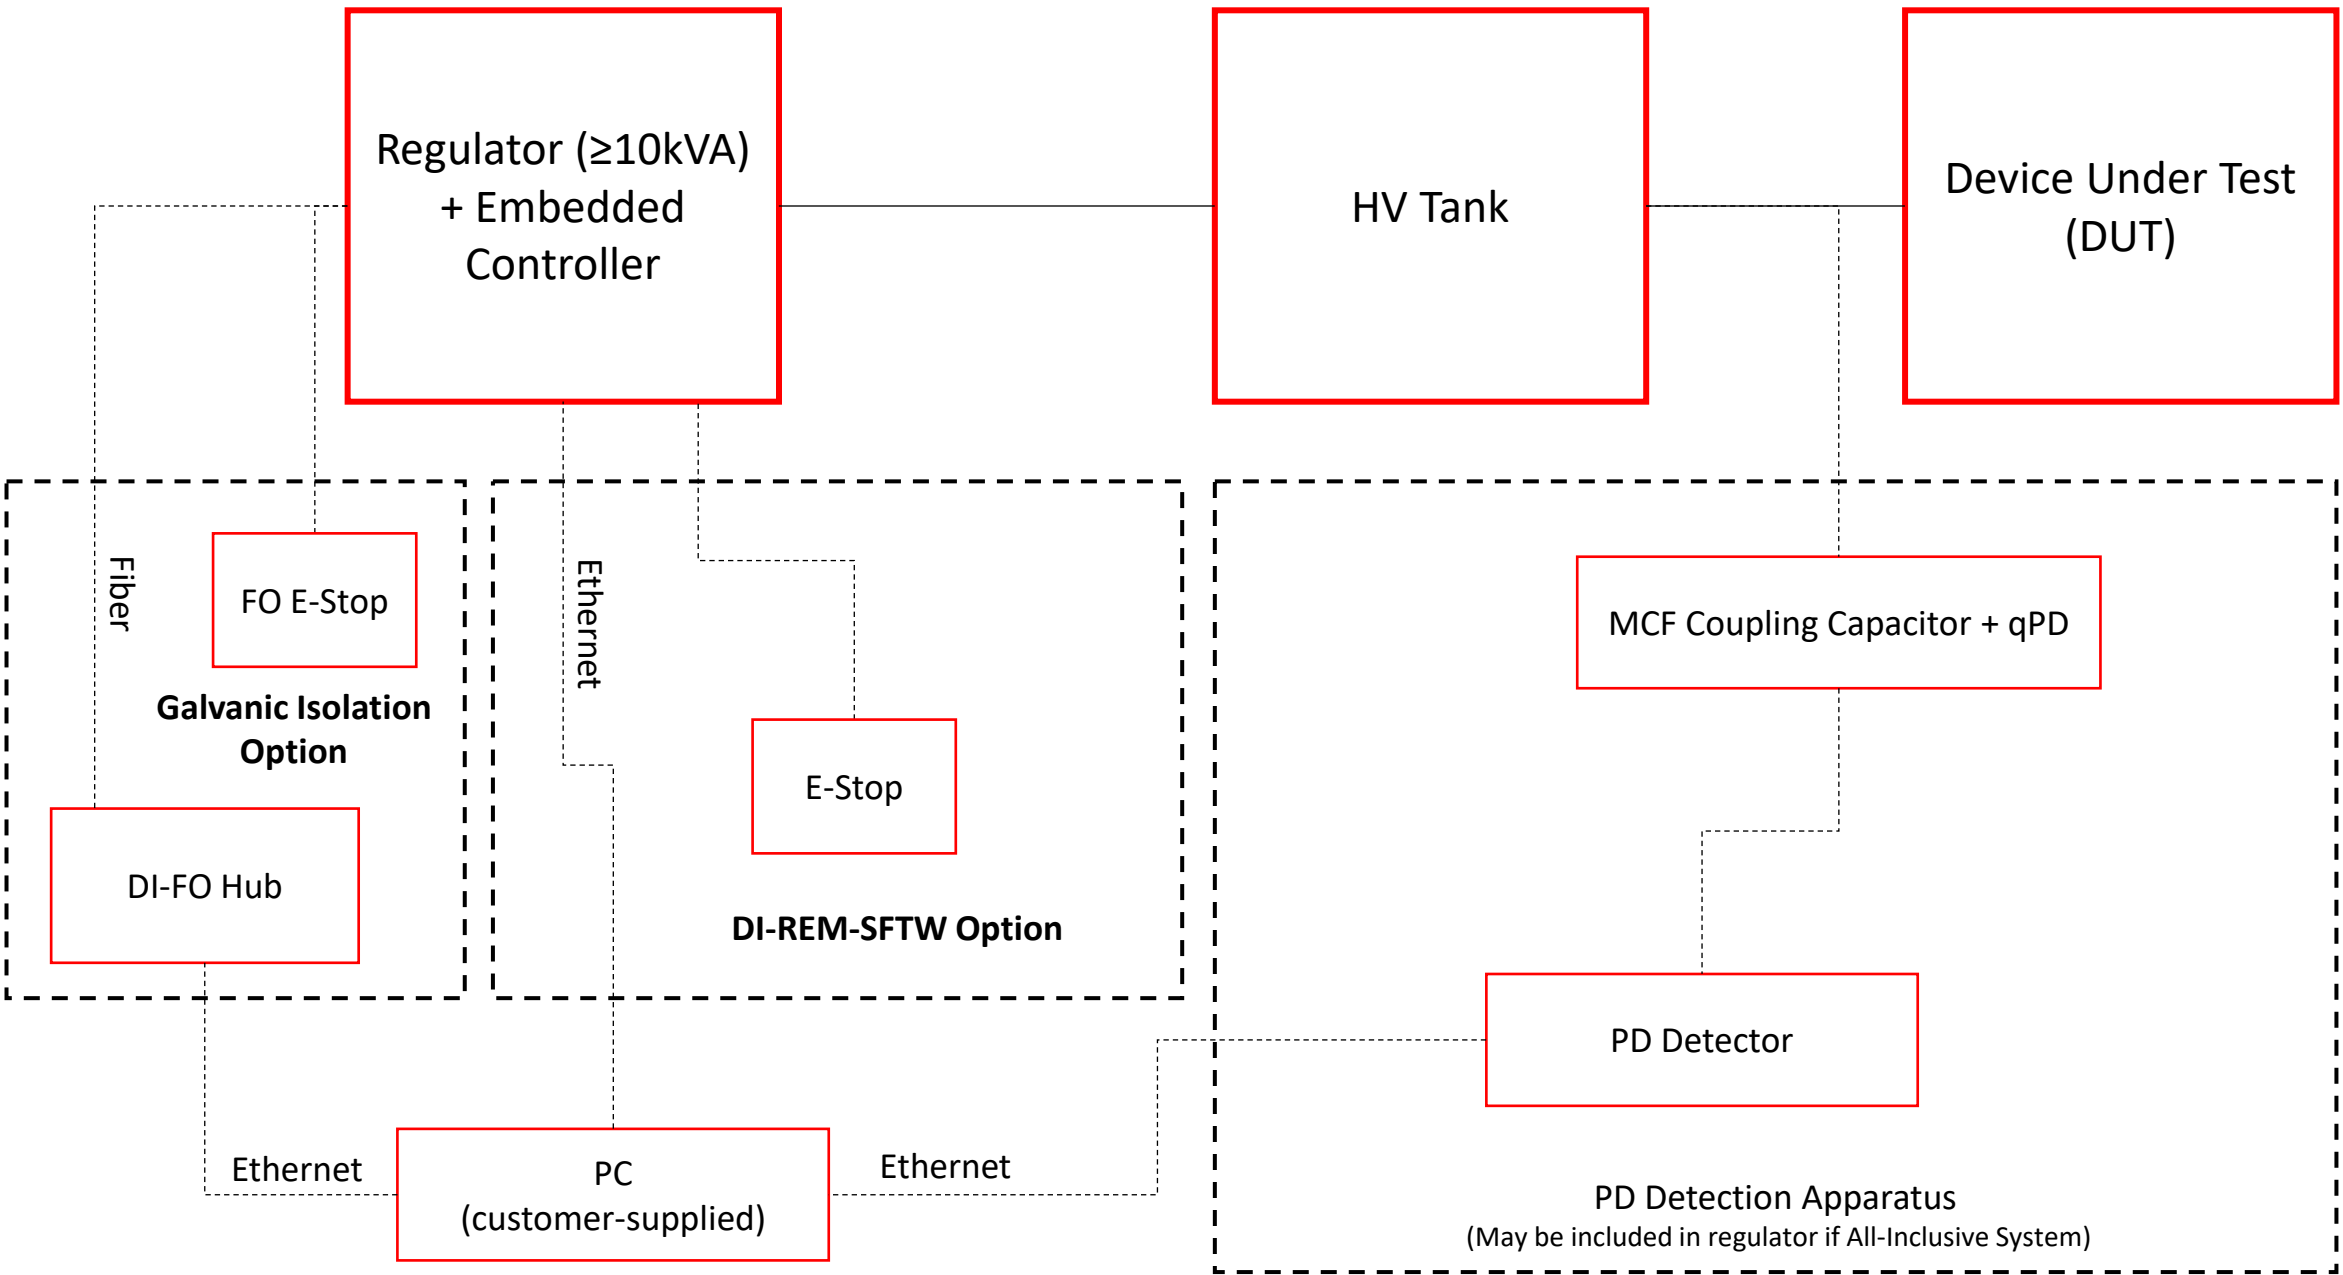 Regulator (≥10kVA)
+ Embedded
Controller
HV Tank
Device Under Test
(DUT)
Fiber
FO E-Stop
Galvanic Isolation
Option
DI-FO Hub
Ethernet
E-Stop
DI-REM-SFTW Option
MCF Coupling Capacitor + qPD
PD Detector
Ethernet
PC
(customer-supplied)
Ethernet
PD Detection Apparatus
(May be included in regulator if All-Inclusive System)